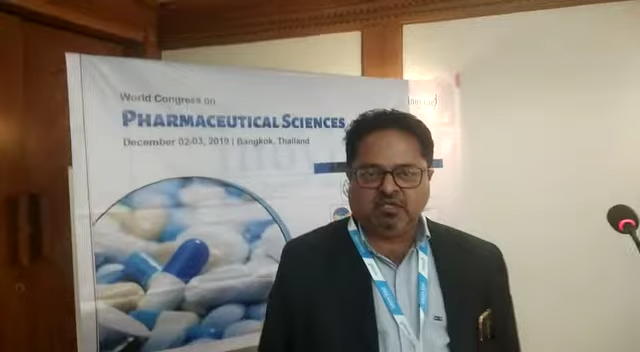 World Congress on
PHARMACEUTICAL SCIENCES
December 02-03, 2019 | Bangkok, Thailand